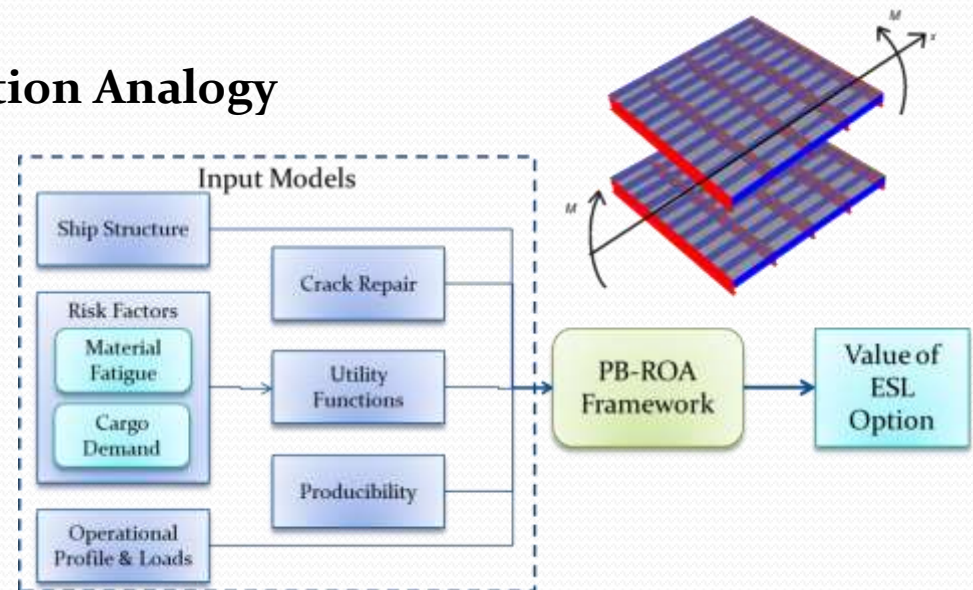 tion Analogy
Input Models
Ship Structure
Risk Factors
Material
Fatigue
Cargo
Demand
Operational
Profile & Loads
Crack Repair
Utility
Functions
Producibility
PB-ROA
Framework
Value of
ESL
Option
M
x
M